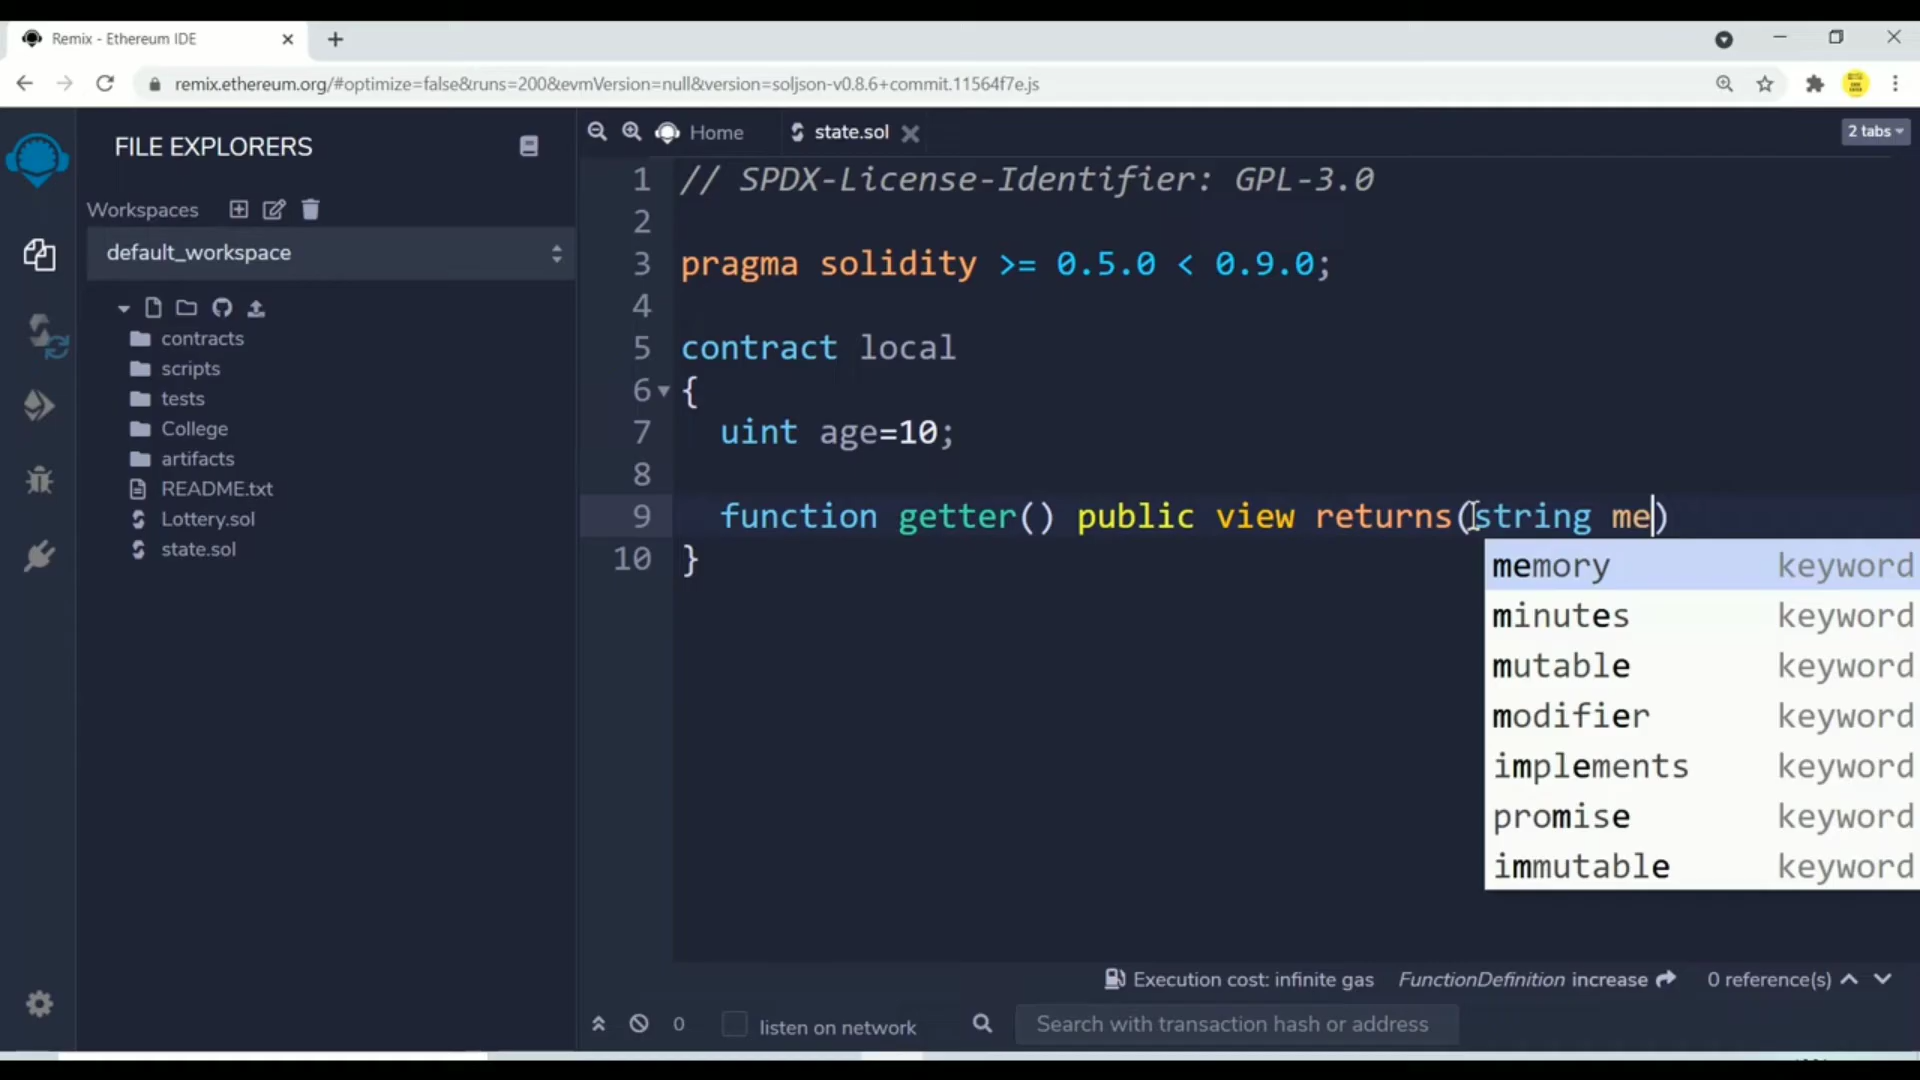 Remix - Ethereum IDE
remix.ethereum.org/#optimize=false&runs=200&evmVersion=null&version=soljson-v0.8.6+commit.11564f7e.js
FILE EXPLORERS
Home
state.sol
2 tabs
Workspaces
default_workspace
contracts
scripts
tests
College
artifacts
README.txt
Lottery.sol
state.sol
1 // SPDX-License-Identifier: GPL-3.0
2
3 pragma solidity >= 0.5.0 < 0.9.0;
4
5 contract local
6 {
7 uint age=10;
8
9 function getter() public view returns(string me)
10 }
memory keyword
minutes keyword
mutable keyword
modifier keyword
implements keyword
promise keyword
immutable keyword
Execution cost: infinite gas FunctionDefinition increase 0 reference(s)
0 listen on network Search with transaction hash or address